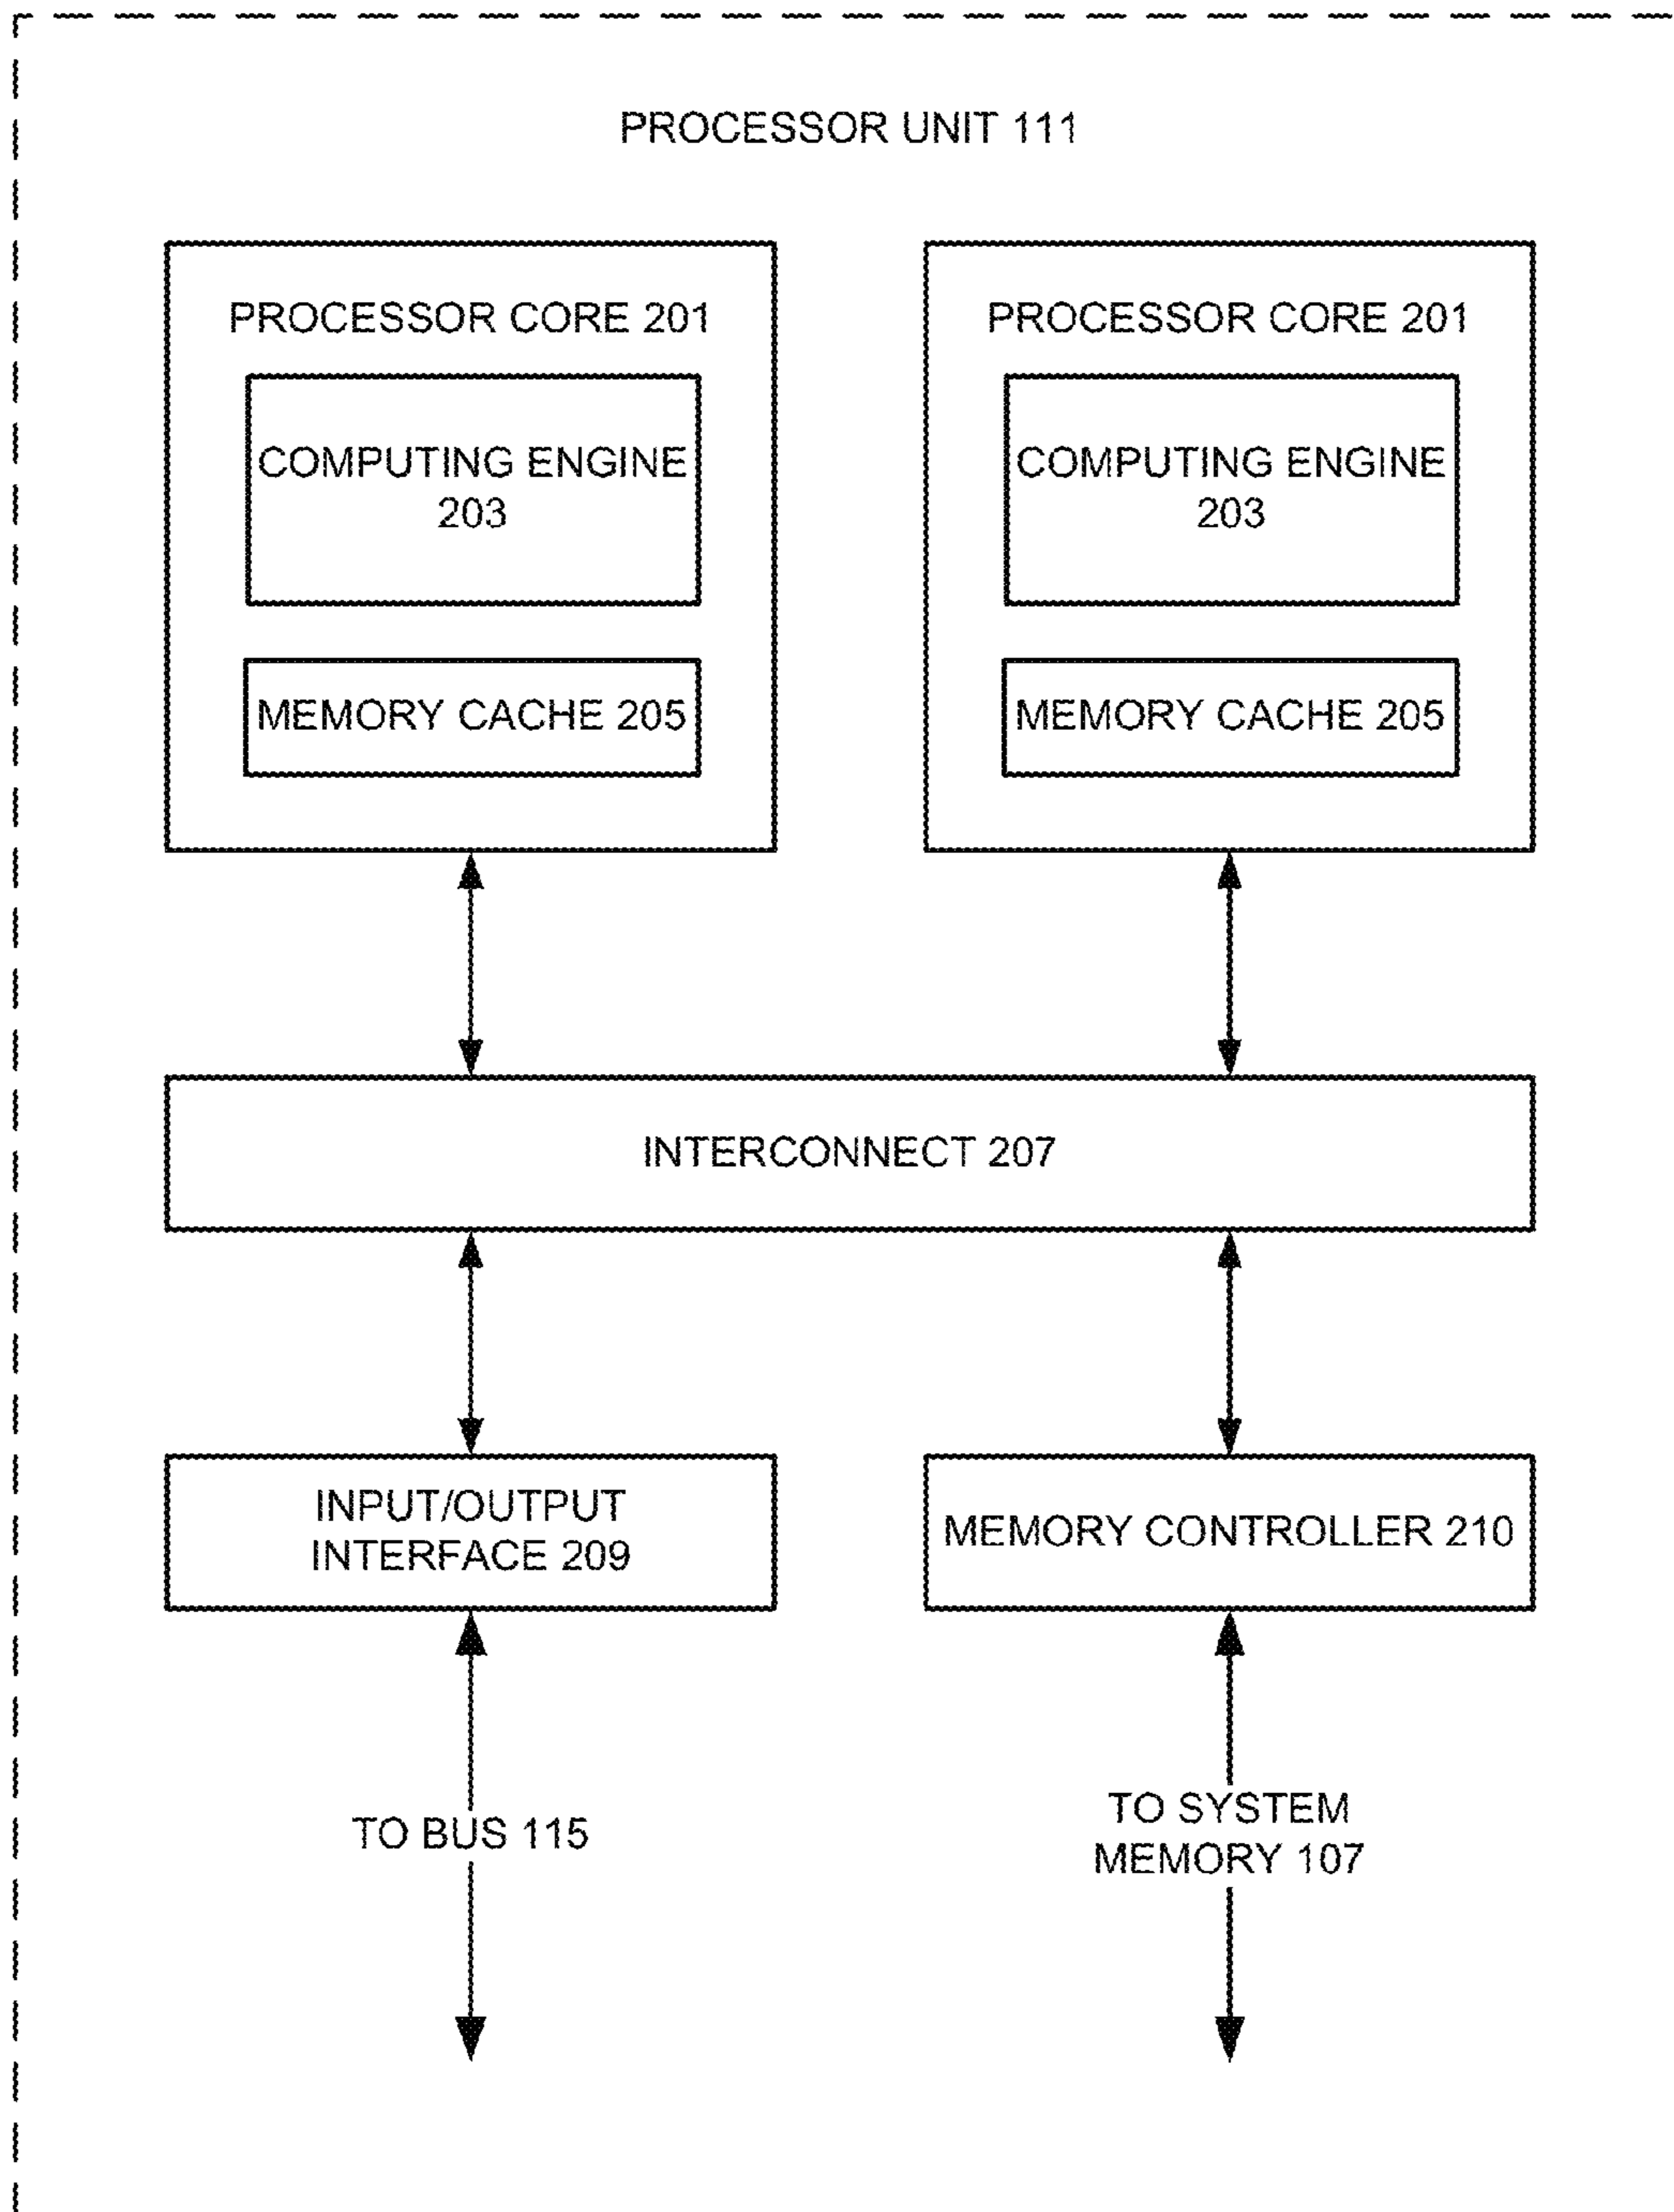 PROCESSOR UNIT 111
PROCESSOR CORE 201
COMPUTING ENGINE
203
MEMORY CACHE 205
PROCESSOR CORE 201
COMPUTING ENGINE
203
MEMORY CACHE 205
INTERCONNECT 207
INPUT/OUTPUT
INTERFACE 209
MEMORY CONTROLLER 210
TO BUS 115
TO SYSTEM
MEMORY 107